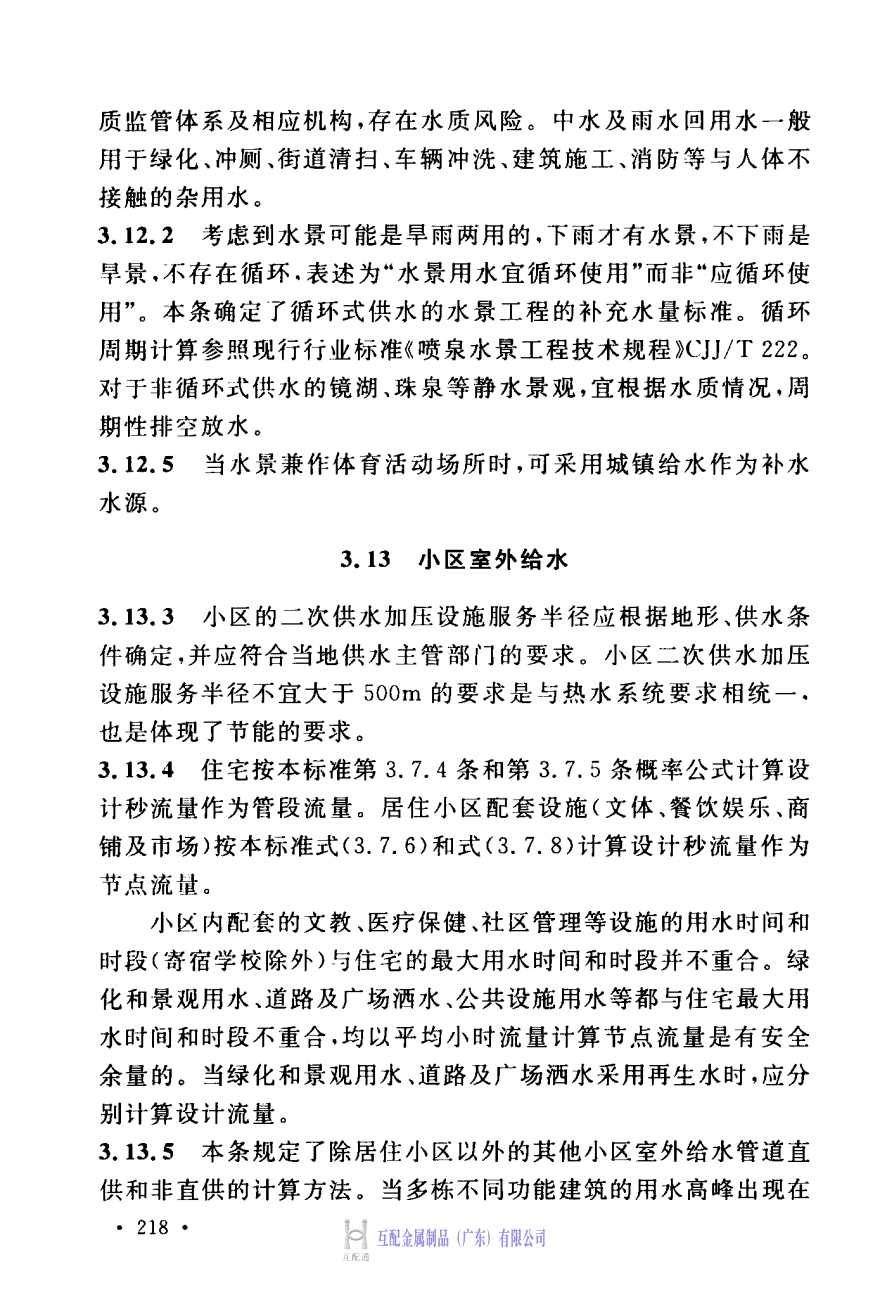 质监管体系及相应机构,存在水质风险。中水及雨水回用水一般
用于绿化、冲厕、街道清扫、车辆冲洗、建筑施工、消防等与人体不
接触的杂用水。
3.12.2 考虑到水景可能是旱雨两用的,下雨才有水景,不下雨是
旱景,不存在循环,表述为“水景用水宜循环使用”而非“应循环使
用”。本条确定了循环式供水的水景工程的补充水量标准。循环
周期计算参照现行行业标准《喷泉水景工程技术规程》CJJ/T 222。
对于非循环式供水的镜湖、珠泉等静水景观,宜根据水质情况,周
期性排空放水。
3.12.5 当水景兼作体育活动场所时,可采用城镇给水作为补水
水源。
3.13 小区室外给水
3.13.3 小区的二次供水加压设施服务半径应根据地形、供水条
件确定,并应符合当地供水主管部门的要求。小区二次供水加压
设施服务半径不宜大于 500m 的要求是与热水系统要求相统一,
也是体现了节能的要求。
3.13.4 住宅按本标准第 3.7.4 条和第 3.7.5 条概率公式计算设
计秒流量作为管段流量。居住小区配套设施(文体、餐饮娱乐、商
铺及市场)按本标准式(3.7.6)和式(3.7.8)计算设计秒流量作为
节点流量。
小区内配套的文教、医疗保健、社区管理等设施的用水时间和
时段(寄宿学校除外)与住宅的最大用水时间和时段并不重合。绿
化和景观用水、道路及广场洒水、公共设施用水等都与住宅最大用
水时间和时段不重合,均以平均小时流量计算节点流量是有安全
余量的。当绿化和景观用水、道路及广场洒水采用再生水时,应分
别计算设计流量。
3.13.5 本条规定了除居住小区以外的其他小区室外给水管道直
供和非直供的计算方法。当多栋不同功能建筑的用水高峰出现在
• 218 •
互配金属制品（广东）有限公司
互配通